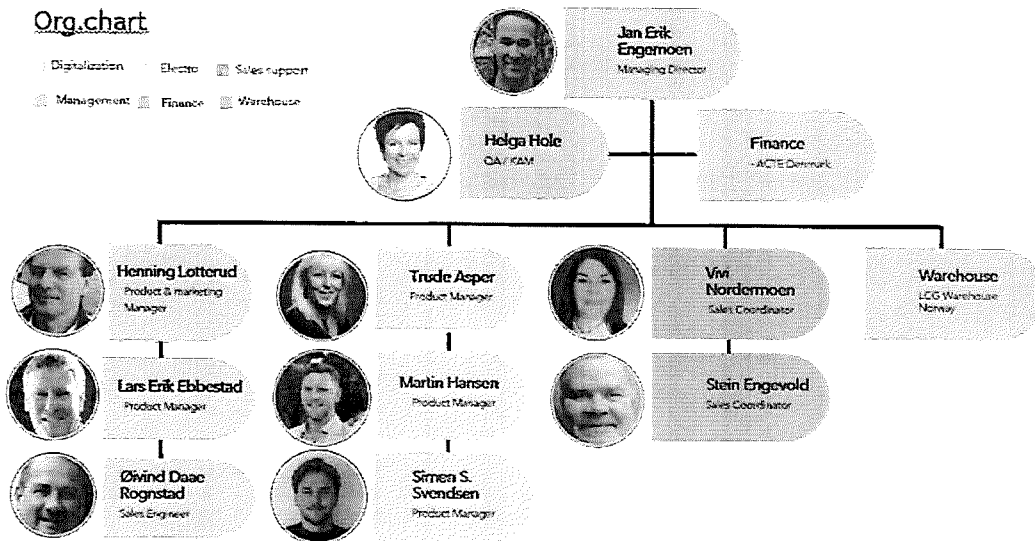 Org.chart
Digitalization Electro Sales support
Management Finance Warehouse
Jan Erik
Engemoen
Managing Director
Helga Hole
QA / KAM
Finance
- ACTE Denmark
Henning Lotterud
Product & marketing
Manager
Trude Asper
Product Manager
Vivi
Nordermoen
Sales Coordinator
Warehouse
LCG Warehouse
Norway
Lars Erik Ebbestad
Product Manager
Martin Hansen
Product Manager
Stein Engevold
Sales Coordinator
Øivind Daae
Rognstad
Sales Engineer
Simen S.
Svendsen
Product Manager